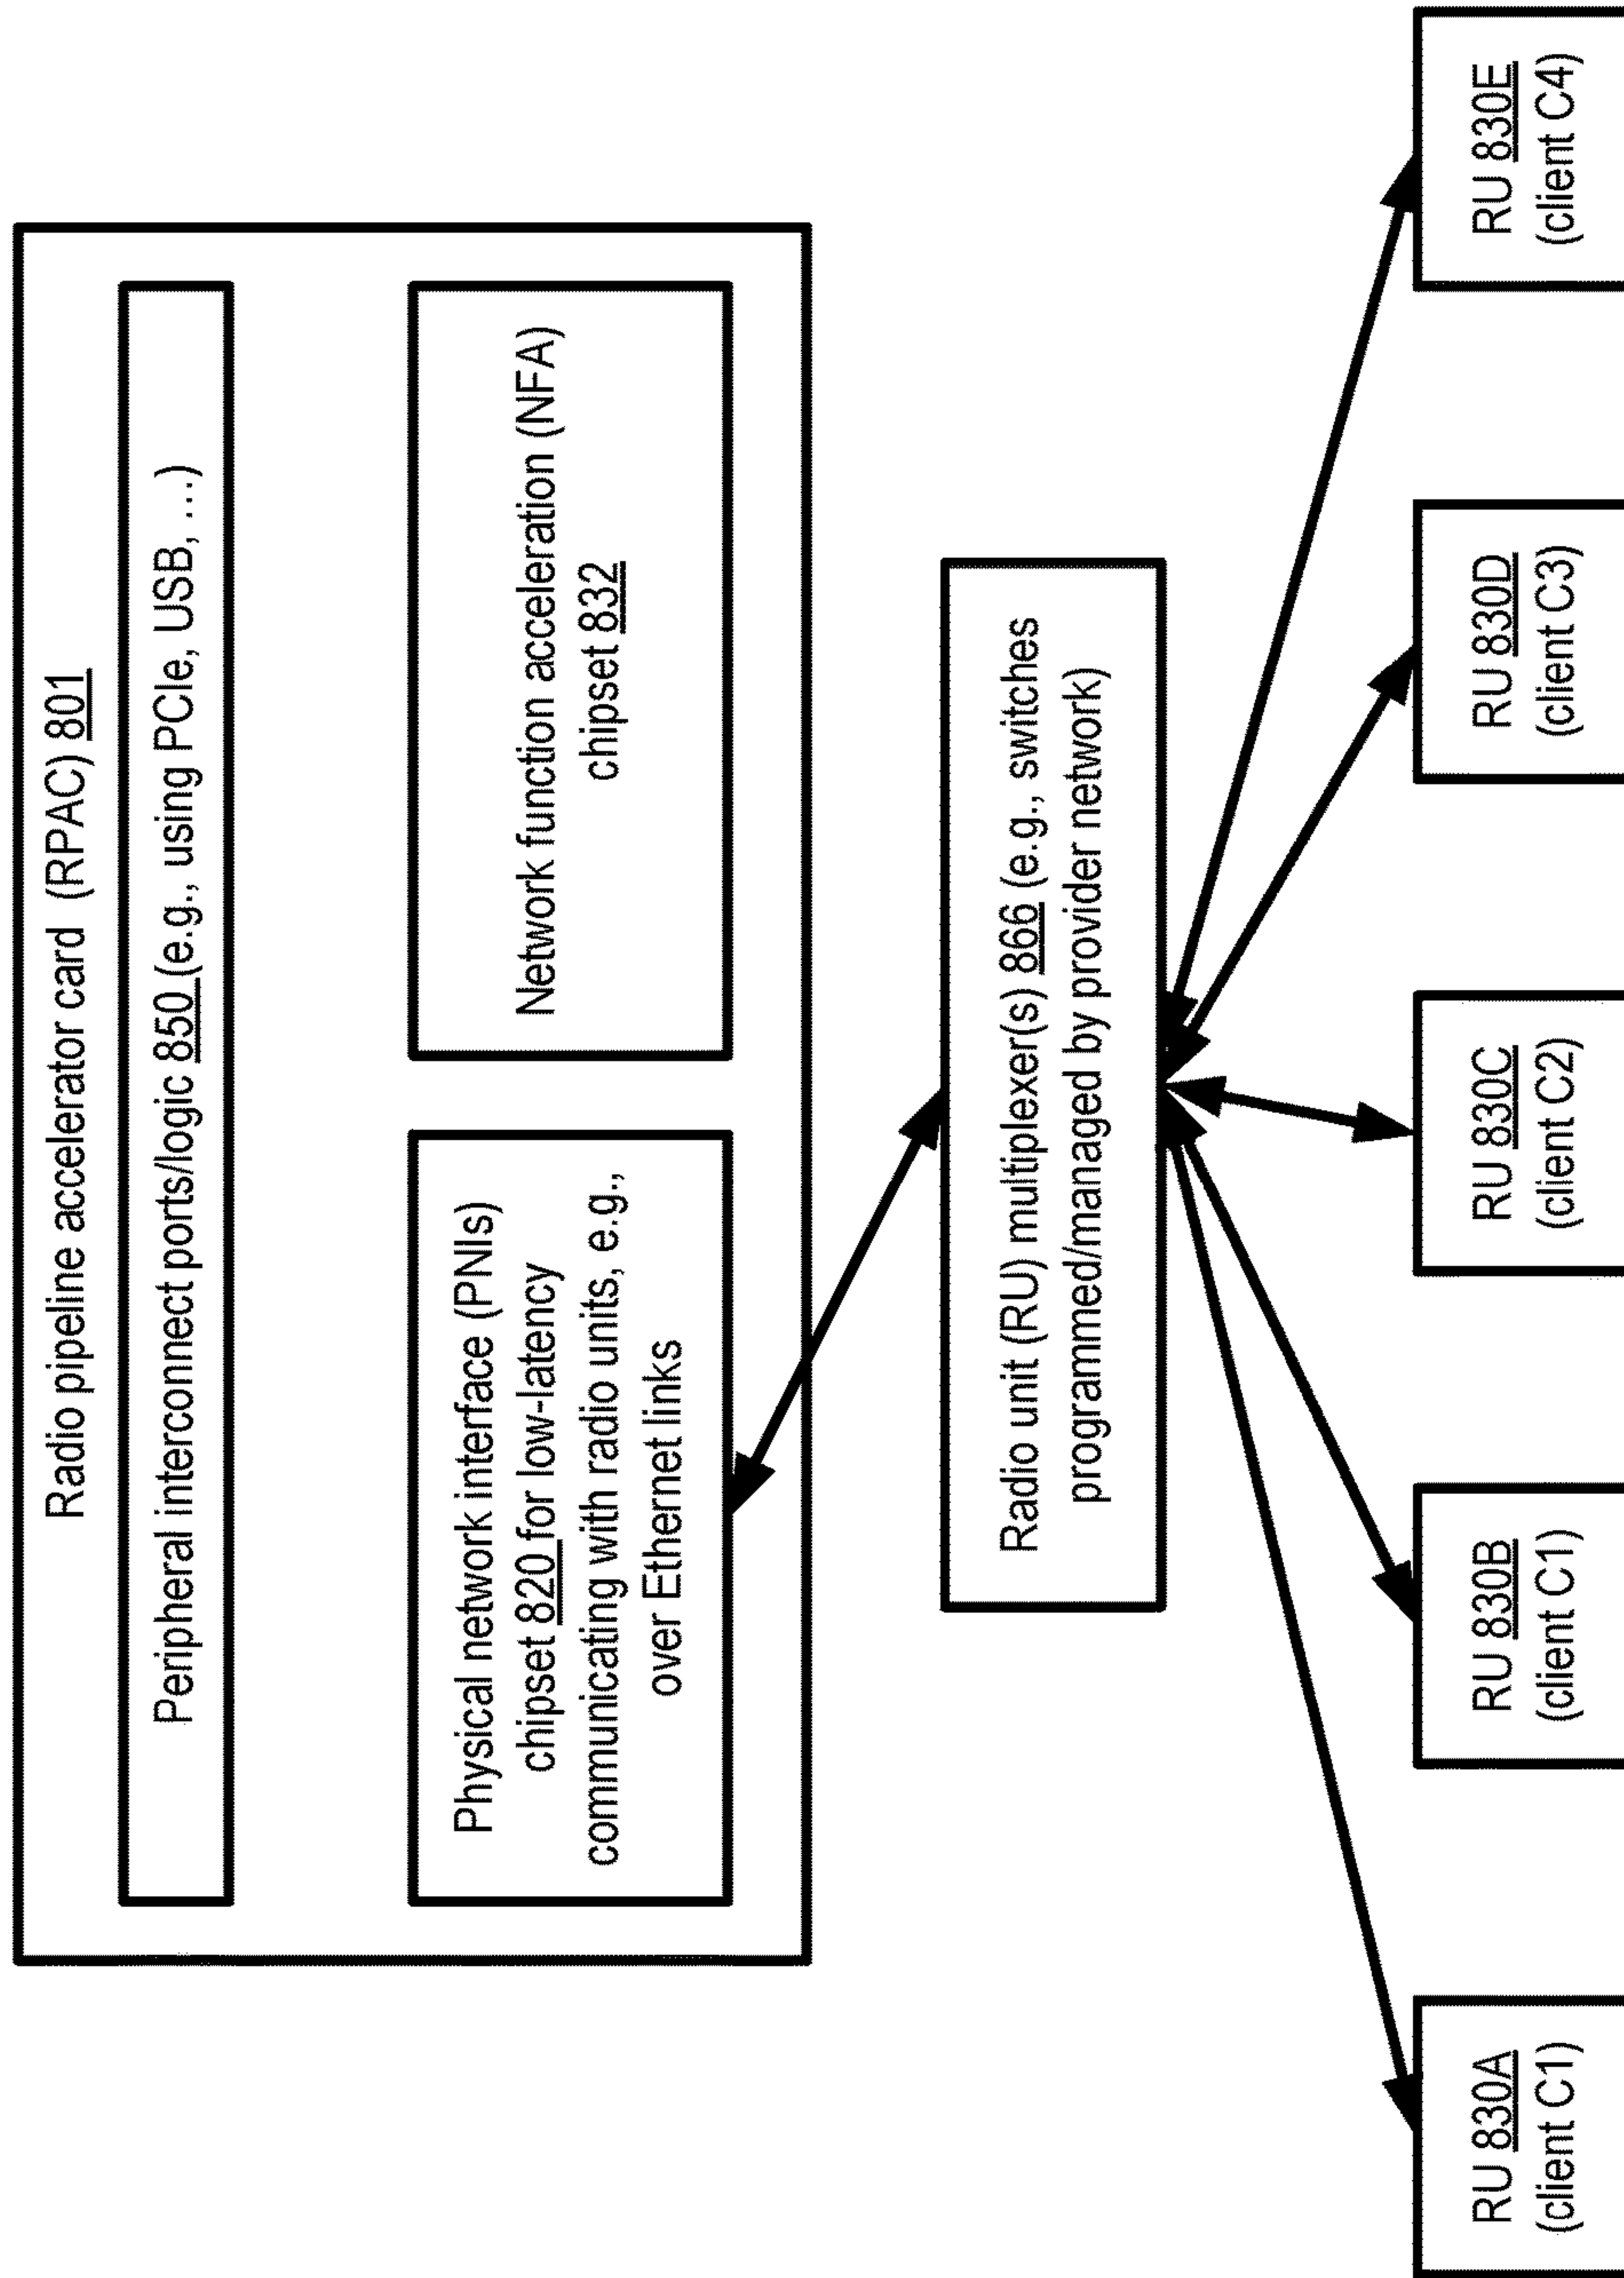 Radio pipeline accelerator card (RPAC) 801
Peripheral interconnect ports/logic 850 (e.g., using PCIe, USB, …)
Physical network interface (PNIs)
chipset 820 for low-latency
communicating with radio units, e.g.,
over Ethernet links
Network function acceleration (NFA)
chipset 832
Radio unit (RU) multiplexer(s) 866 (e.g., switches
programmed/managed by provider network)
RU 830A
(client C1)
RU 830B
(client C1)
RU 830C
(client C2)
RU 830D
(client C3)
RU 830E
(client C4)